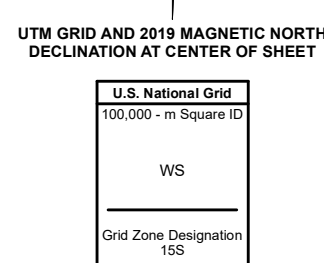 UTM GRID AND 2019 MAGNETIC NORTH
DECLINATION AT CENTER OF SHEET
U.S. National Grid
100,000 - m Square ID
WS
Grid Zone Designation
15S